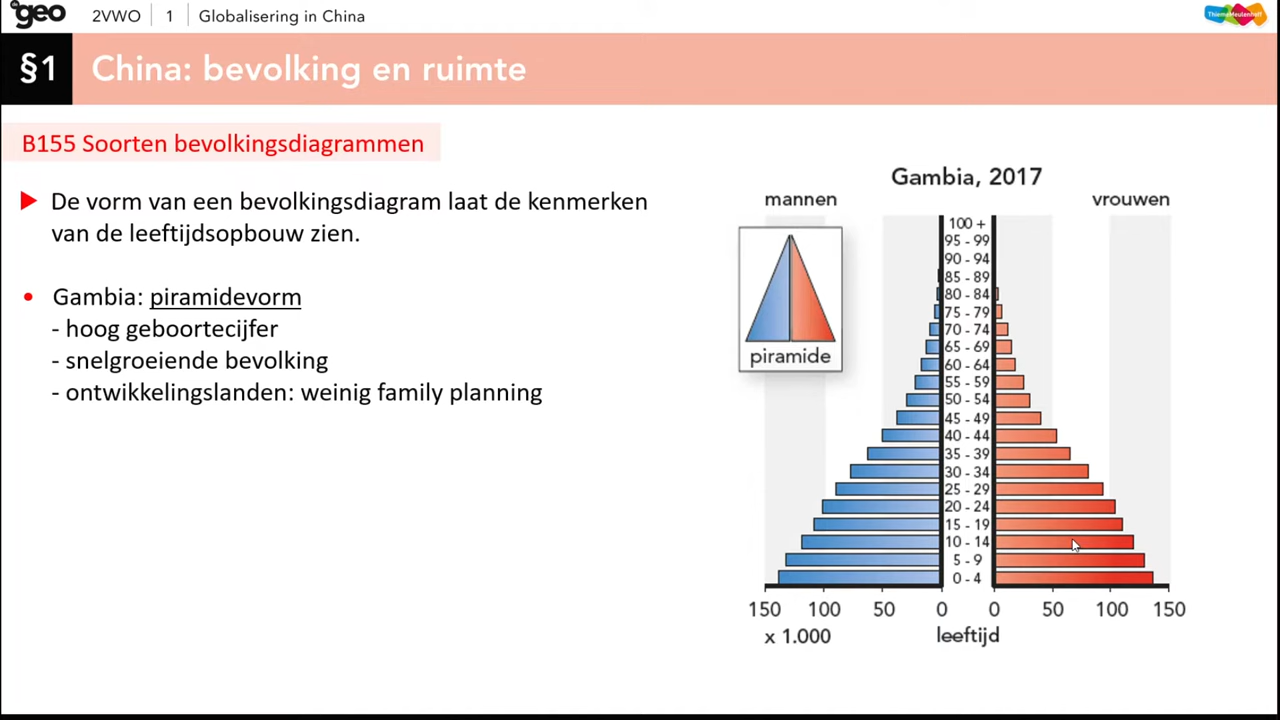 °geo 2VWO 1 Globalisering in China ThiemeMeulenhoff
§1 China: bevolking en ruimte
B155 Soorten bevolkingsdiagrammen
De vorm van een bevolkingsdiagram laat de kenmerken
van de leeftijdsopbouw zien.
• Gambia: piramidevorm
- hoog geboortecijfer
- snelgroeiende bevolking
- ontwikkelingslanden: weinig family planning
Gambia, 2017
mannen vrouwen
piramide
100 +
95 - 99
90 - 94
85 - 89
80 - 84
75 - 79
70 - 74
65 - 69
60 - 64
55 - 59
50 - 54
45 - 49
40 - 44
35 - 39
30 - 34
25 - 29
20 - 24
15 - 19
10 - 14
5 - 9
0 - 4
150 100 50 0 0 50 100 150
x 1.000 leeftijd